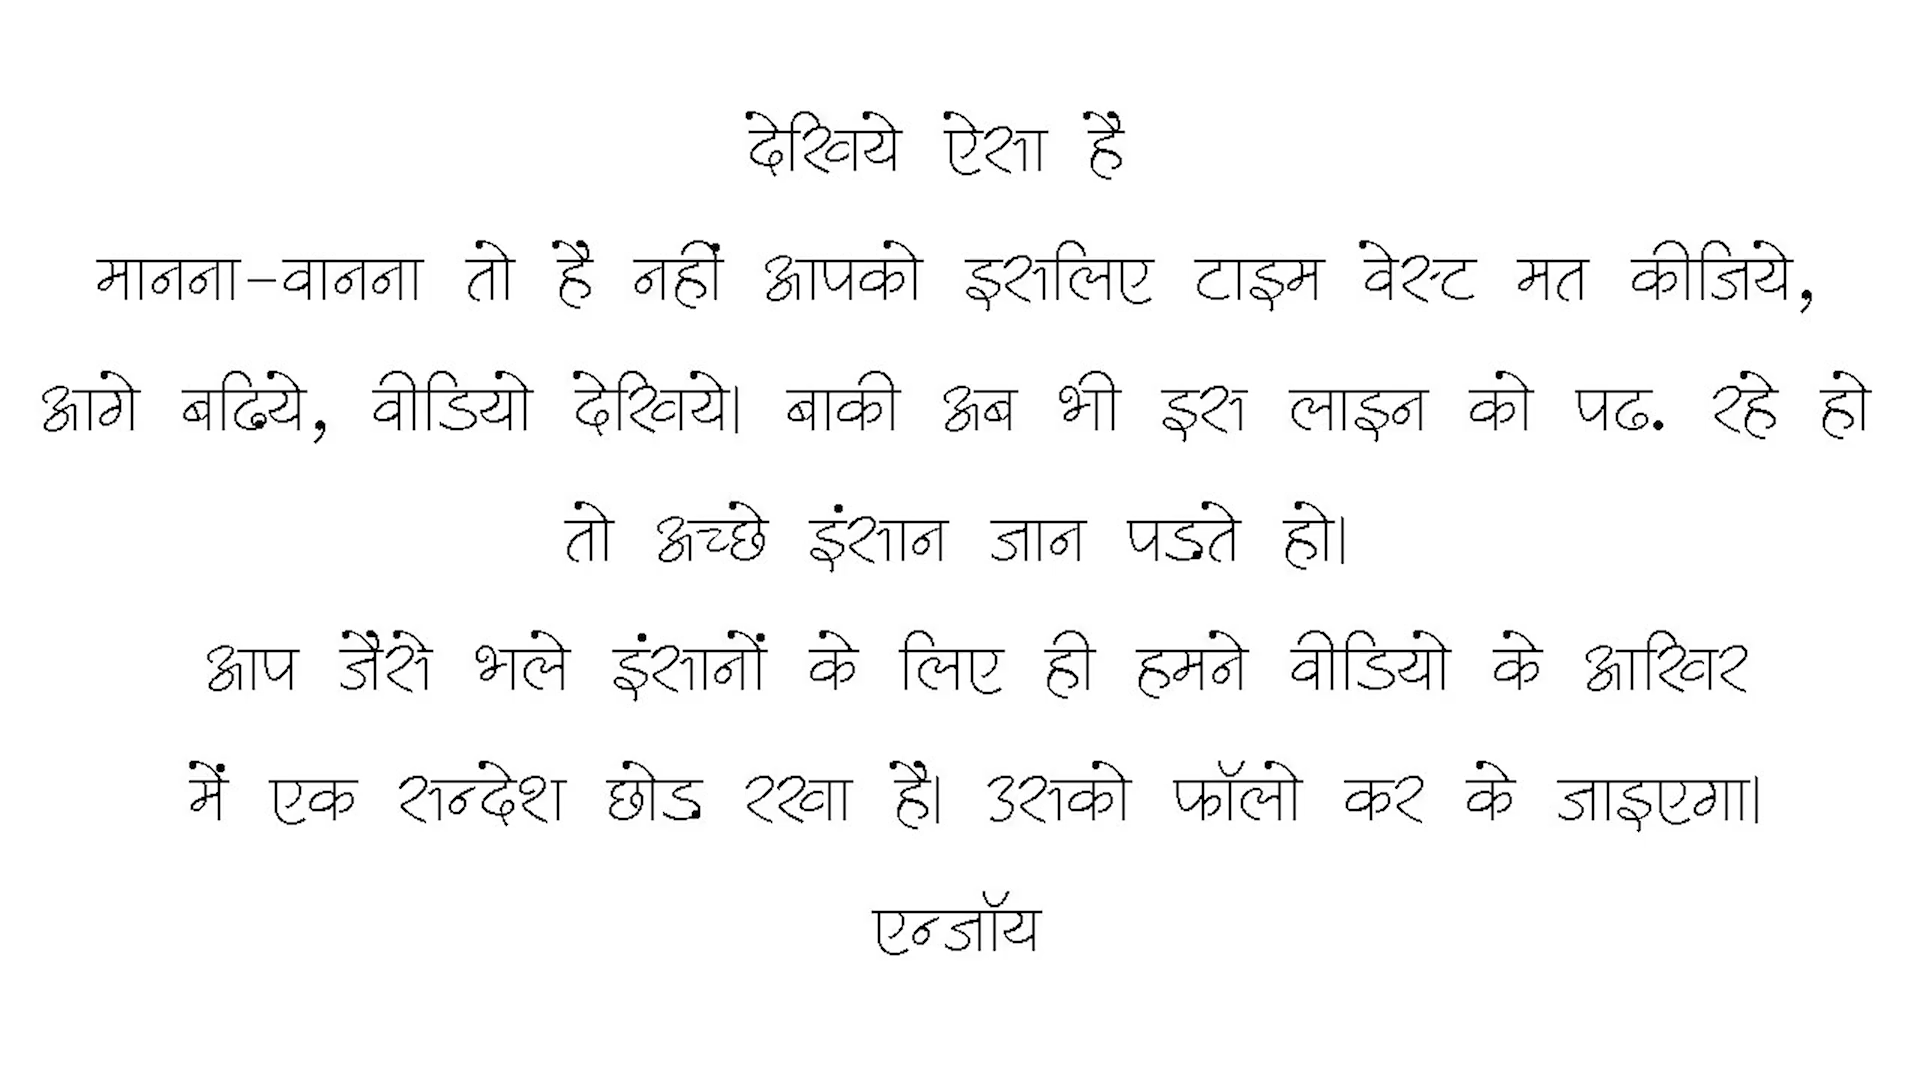 देखिये ऐसा है
मानना-वानना तो है नहीं आपको इसलिए टाइम वेस्ट मत कीजिये,
आगे बढ़िये, वीडियो देखिये। बाकी अब भी इस लाइन को पढ. रहे हो
तो अच्छे इंसान जान पड़ते हो।
आप जैसे भले इंसानों के लिए ही हमने वीडियो के आखिर
में एक सन्देश छोड़ रखा है। उसको फॉलो कर के जाइएगा।
एन्जॉय